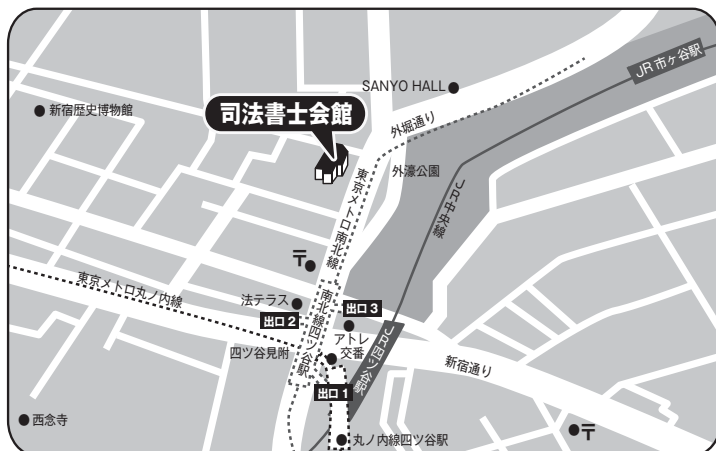 SANYO HALL
JR市ヶ谷駅
新宿歴史博物館
司法書士会館
外堀通り
外濠公園
東京メトロ南北線
JR中央線
〒
東京メトロ丸ノ内線
法テラス
南北線四ツ谷駅
出口3
出口2
アトレ
交番
四ツ谷見附
JR四ツ谷駅
新宿通り
出口1
西念寺
丸ノ内線四ツ谷駅
〒